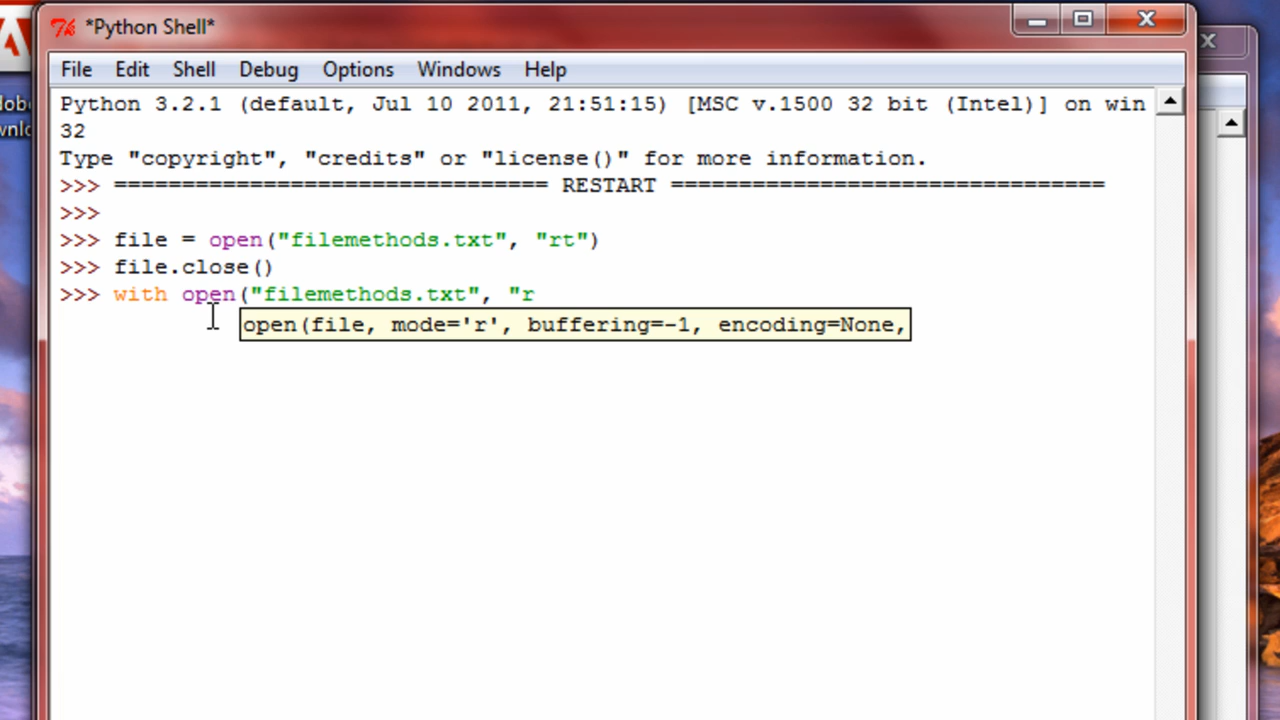 *Python Shell*
File Edit Shell Debug Options Windows Help
Python 3.2.1 (default, Jul 10 2011, 21:51:15) [MSC v.1500 32 bit (Intel)] on win
32
Type "copyright", "credits" or "license()" for more information.
>>> ================================ RESTART ================================
>>>
>>> file = open("filemethods.txt", "rt")
>>> file.close()
>>> with open("filemethods.txt", "r
open(file, mode='r', buffering=-1, encoding=None,